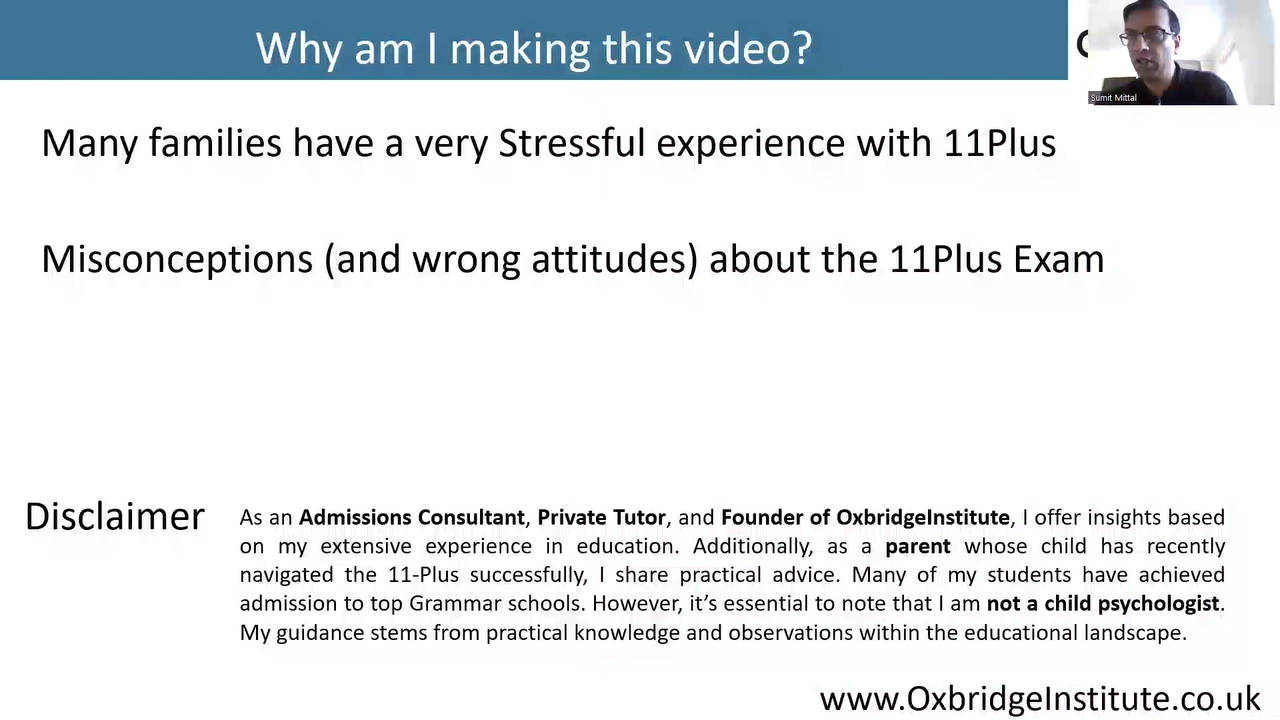 Why am I making this video?
Sumit Mittal
Many families have a very Stressful experience with 11Plus
Misconceptions (and wrong attitudes) about the 11Plus Exam
Disclaimer
As an Admissions Consultant, Private Tutor, and Founder of OxbridgeInstitute, I offer insights based
on my extensive experience in education. Additionally, as a parent whose child has recently
navigated the 11-Plus successfully, I share practical advice. Many of my students have achieved
admission to top Grammar schools. However, it’s essential to note that I am not a child psychologist.
My guidance stems from practical knowledge and observations within the educational landscape.
www.OxbridgeInstitute.co.uk